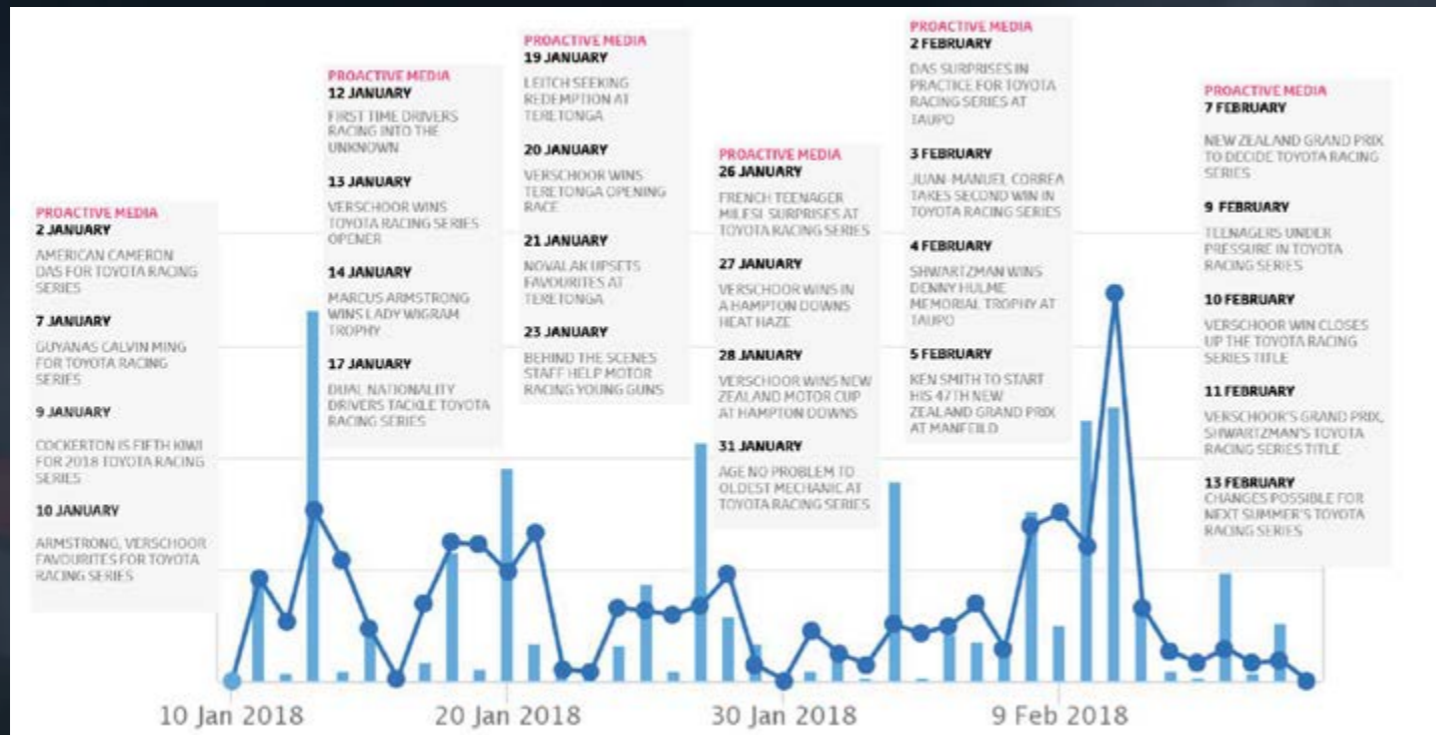 PROACTIVE MEDIA
2 JANUARY
AMERICAN CAMERON
DAS FOR TOYOTA RACING
SERIES
7 JANUARY
GUYANAS CALVIN MING
FOR TOYOTA RACING
SERIES
9 JANUARY
COCKERTON IS FIFTH KIWI
FOR 2018 TOYOTA RACING
SERIES
10 JANUARY
ARMSTRONG, VERSCHOOR
FAVOURITES FOR TOYOTA
RACING SERIES
PROACTIVE MEDIA
12 JANUARY
FIRST TIME DRIVERS
RACING INTO THE
UNKNOWN
13 JANUARY
VERSCHOOR WINS
TOYOTA RACING SERIES
OPENER
14 JANUARY
MARCUS ARMSTRONG
WINS LADY WIGRAM
TROPHY
17 JANUARY
DUAL NATIONALITY
DRIVERS TACKLE TOYOTA
RACING SERIES
PROACTIVE MEDIA
19 JANUARY
LEITCH SEEKING
REDEMPTION AT
TERETONGA
20 JANUARY
VERSCHOOR WINS
TERETONGA OPENING
RACE
21 JANUARY
NOVALAK UPSETS
FAVOURITES AT
TERETONGA
23 JANUARY
BEHIND THE SCENES
STAFF HELP MOTOR
RACING YOUNG GUNS
PROACTIVE MEDIA
26 JANUARY
FRENCH TEENAGER
MILESI SURPRISES AT
TOYOTA RACING SERIES
27 JANUARY
VERSCHOOR WINS IN
A HAMPTON DOWNS
HEAT HAZE
28 JANUARY
VERSCHOOR WINS NEW
ZEALAND MOTOR CUP
AT HAMPTON DOWNS
31 JANUARY
AGE NO PROBLEM TO
OLDEST MECHANIC AT
TOYOTA RACING SERIES
PROACTIVE MEDIA
2 FEBRUARY
DAS SURPRISES IN
PRACTICE FOR TOYOTA
RACING SERIES AT
TAUPO
3 FEBRUARY
JUAN-MANUEL CORREA
TAKES SECOND WIN IN
TOYOTA RACING SERIES
4 FEBRUARY
SHWARTZMAN WINS
DENNY HULME
MEMORIAL TROPHY AT
TAUPO
5 FEBRUARY
KEN SMITH TO START
HIS 47TH NEW
ZEALAND GRAND PRIX
AT MANFEILD
PROACTIVE MEDIA
7 FEBRUARY
NEW ZEALAND GRAND PRIX
TO DECIDE TOYOTA RACING
SERIES
9 FEBRUARY
TEENAGERS UNDER
PRESSURE IN TOYOTA
RACING SERIES
10 FEBRUARY
VERSCHOOR WIN CLOSES
UP THE TOYOTA RACING
SERIES TITLE
11 FEBRUARY
VERSCHOOR'S GRAND PRIX,
SHWARTZMAN'S TOYOTA
RACING SERIES TITLE
13 FEBRUARY
CHANGES POSSIBLE FOR
NEXT SUMMER'S TOYOTA
RACING SERIES
10 Jan 2018
20 Jan 2018
30 Jan 2018
9 Feb 2018